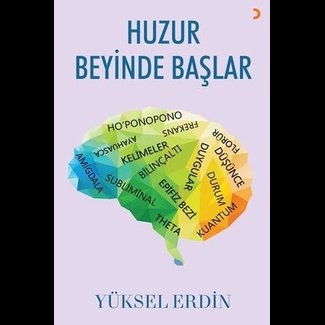 HUZUR
BEYİNDE BAŞLAR
HO'PONOPONO
FREKANS
AYAHUASCA
KELİMELER
BİLİNÇALTI
AMİGDALA
SUBLİMİNAL
DUYGULAR
DÜŞÜNCE
FLORÜR
EPİFİZ BEZİ
DURUM
THETA
KUANTUM
YÜKSEL ERDİN